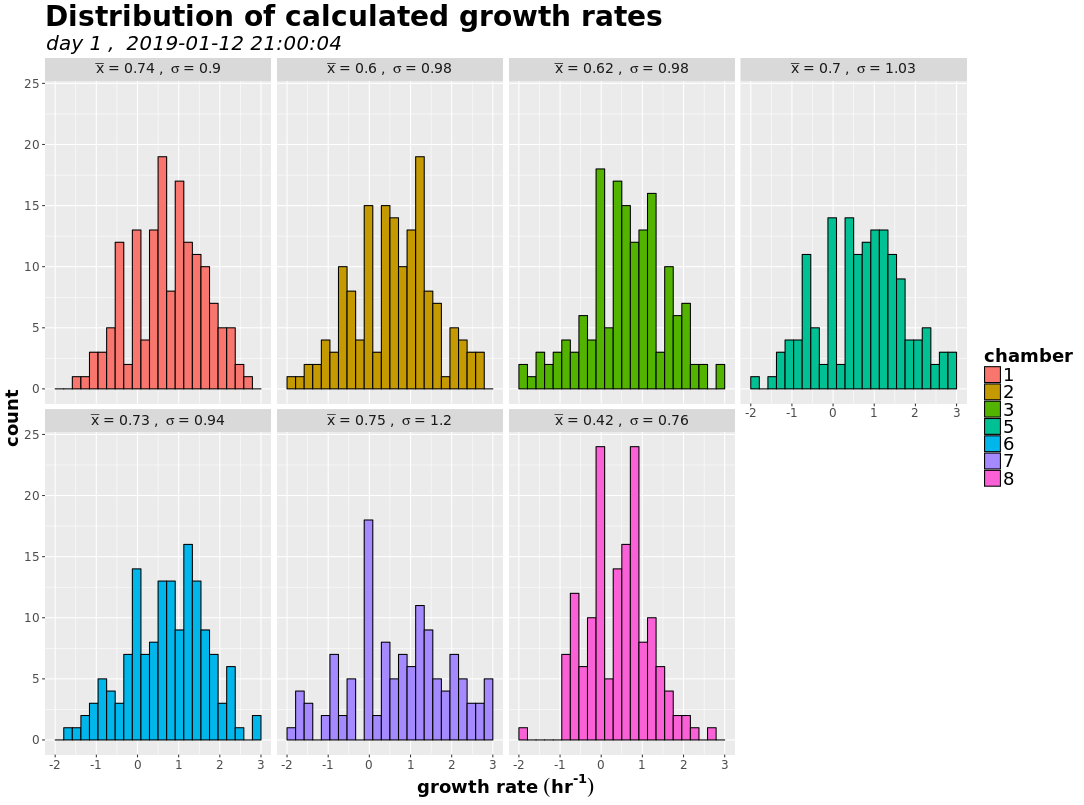 Distribution of calculated growth rates
day 1 ,  2019-01-12 21:00:04
x̅ = 0.74 ,  σ = 0.9
x̅ = 0.6 ,  σ = 0.98
x̅ = 0.62 ,  σ = 0.98
x̅ = 0.7 ,  σ = 1.03
25
20
15
10
5
0
-2 -1 0 1 2 3
x̅ = 0.73 ,  σ = 0.94
x̅ = 0.75 ,  σ = 1.2
x̅ = 0.42 ,  σ = 0.76
25
20
15
10
5
0
-2 -1 0 1 2 3
-2 -1 0 1 2 3
-2 -1 0 1 2 3
count
growth rate (hr⁻¹)
chamber
1
2
3
5
6
7
8